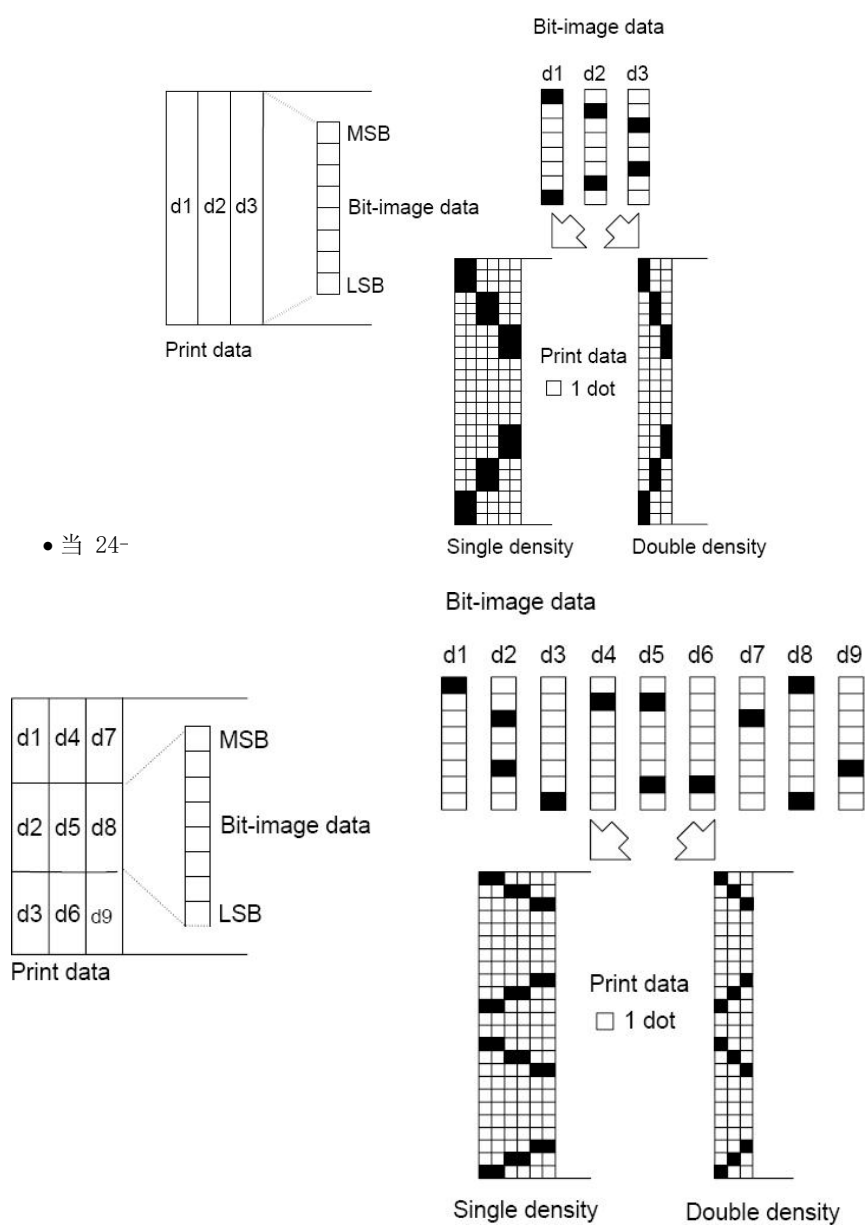 Bit-image data
d1 d2 d3
MSB
d1 d2 d3
Bit-image data
LSB
Print data
Print data
1 dot
• 当 24-
Single density
Double density
Bit-image data
d1 d2 d3 d4 d5 d6 d7 d8 d9
d1 d4 d7
MSB
d2 d5 d8
Bit-image data
d3 d6 d9
LSB
Print data
Print data
1 dot
Single density
Double density